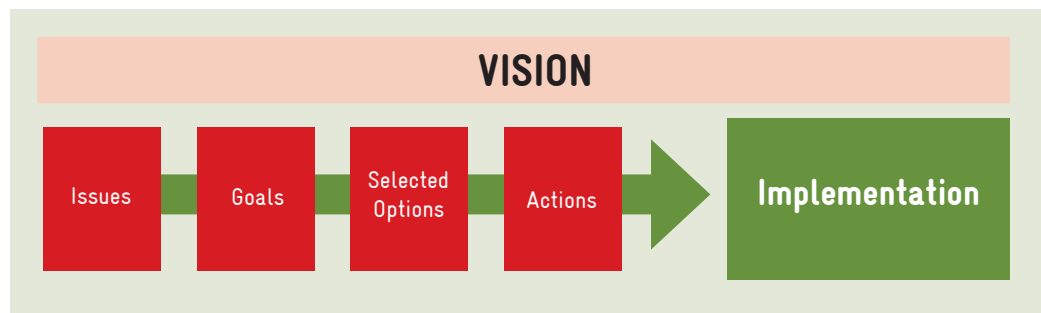 VISION
Issues
Goals
Selected
Options
Actions
Implementation